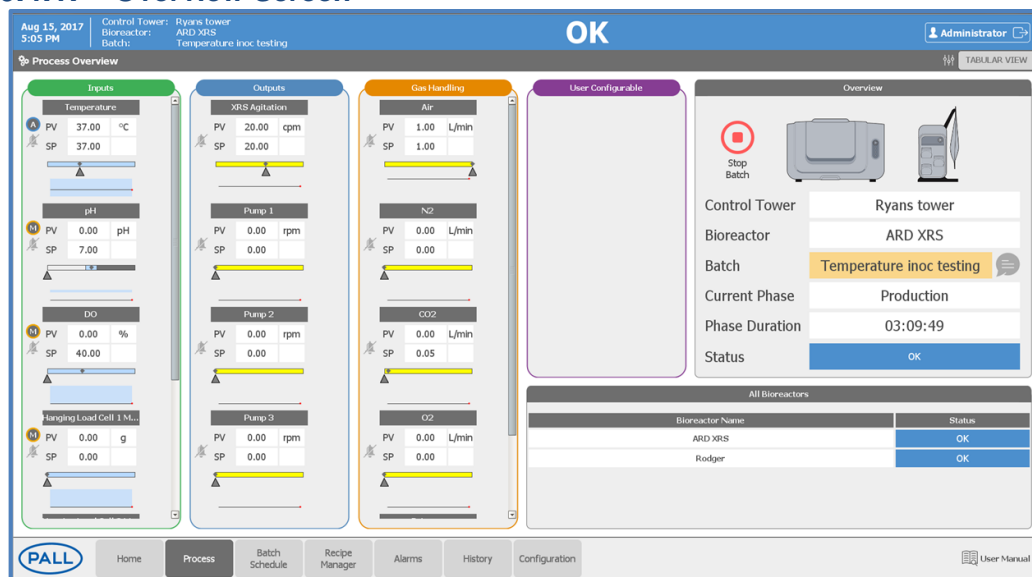 Overview Screen
Aug 15, 2017
5:05 PM
Control Tower: Ryans tower
Bioreactor: ARD XRS
Batch: Temperature inoc testing
OK
Administrator
Process Overview
TABULAR VIEW
Inputs
Temperature
A
PV 37.00 °C
SP 37.00
pH
M
PV 0.00 pH
SP 7.00
DO
M
PV 0.00 %
SP 40.00
Hanging Load Cell 1 M...
M
PV 0.00 g
SP 0.00
Outputs
XRS Agitation
PV 20.00 cpm
SP 20.00
Pump 1
PV 0.00 rpm
SP 0.00
Pump 2
PV 0.00 rpm
SP 0.00
Pump 3
PV 0.00 rpm
SP 0.00
Gas Handling
Air
PV 1.00 L/min
SP 1.00
N2
PV 0.00 L/min
SP 0.00
CO2
PV 0.00 L/min
SP 0.05
O2
PV 0.00 L/min
SP 0.00
User Configurable
Overview
Stop
Batch
Control Tower Ryans tower
Bioreactor ARD XRS
Batch Temperature inoc testing
Current Phase Production
Phase Duration 03:09:49
Status OK
All Bioreactors
Bioreactor Name Status
ARD XRS OK
Rodger OK
PALL
Home
Process
Batch
Schedule
Recipe
Manager
Alarms
History
Configuration
User Manual